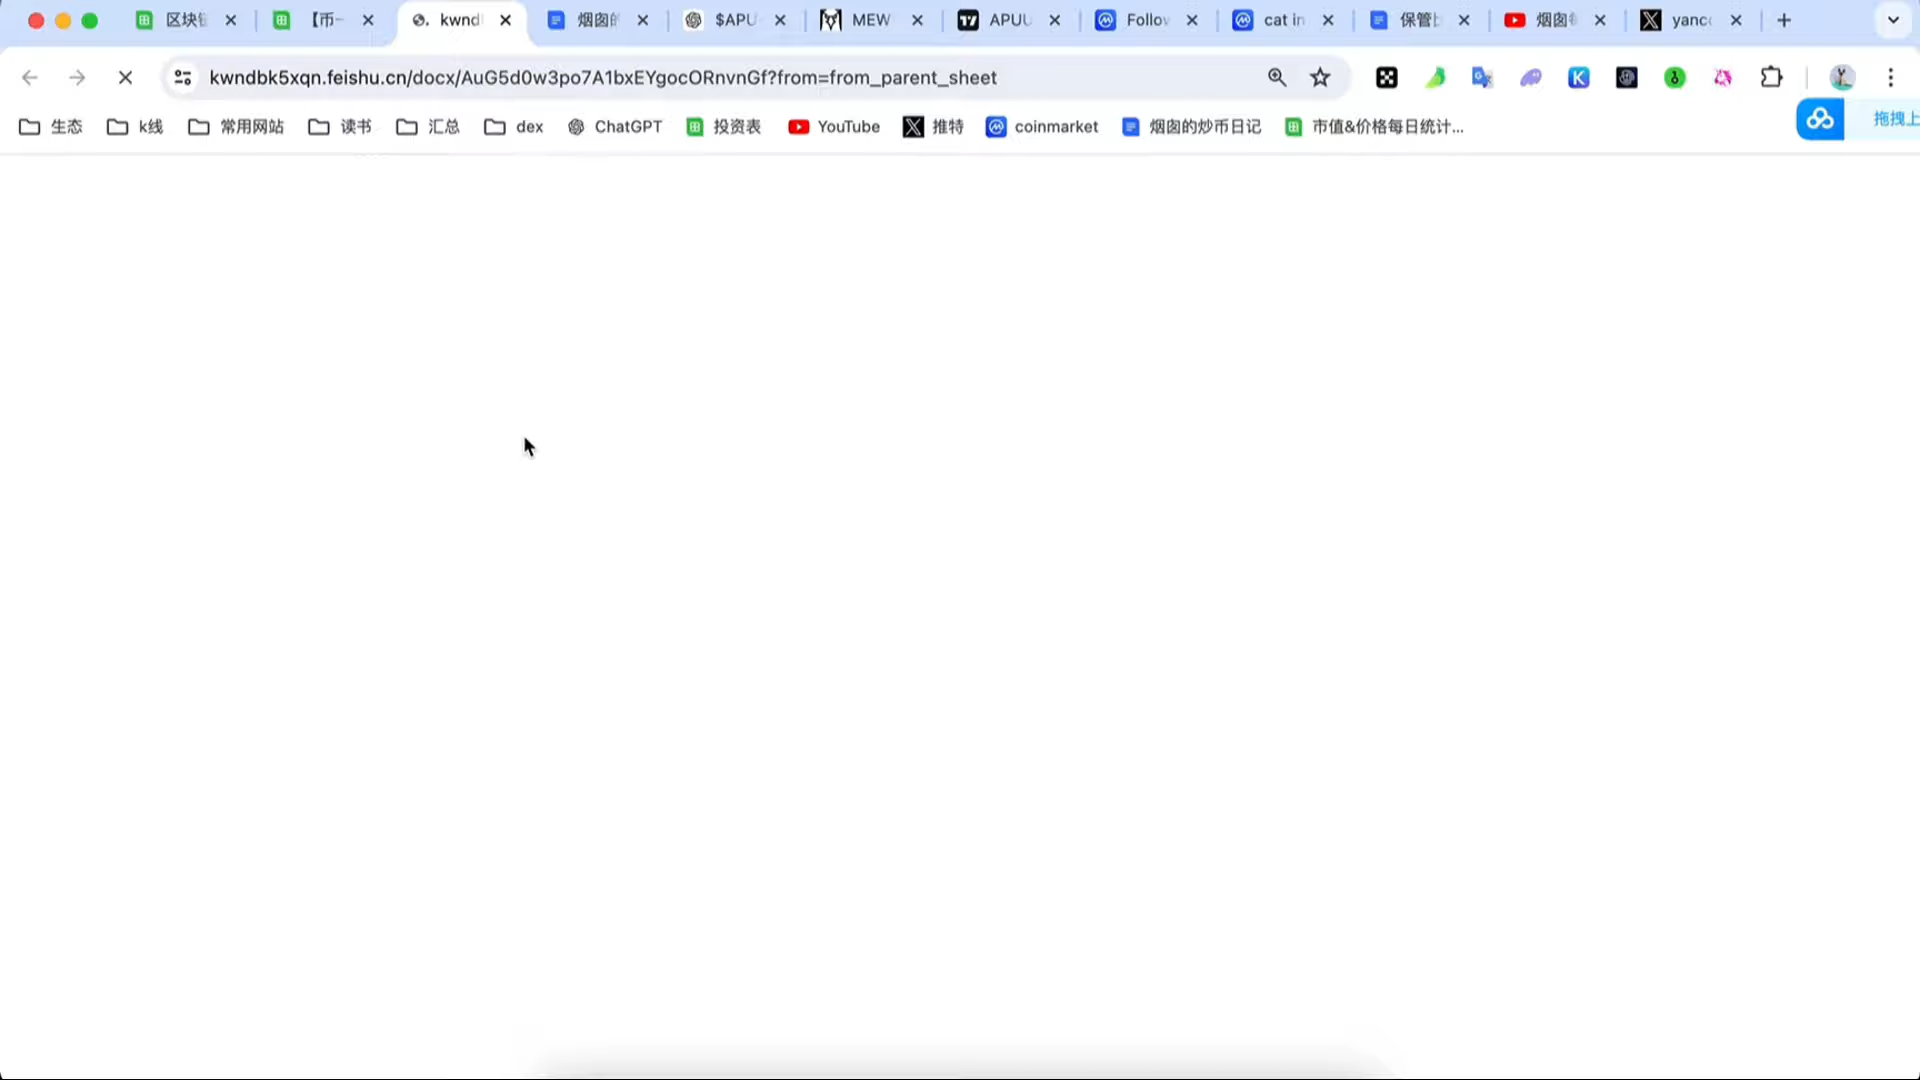 区块 【币一 kwnd 烟囱 $APU MEW APUU Follov cat in 保管 烟囱 yanc
kwndbk5xqn.feishu.cn/docx/AuG5d0w3po7A1bxEYgocORnvnGf?from=from_parent_sheet
生态 k线 常用网站 读书 汇总 dex ChatGPT 投资表 YouTube 推特 coinmarket 烟囱的炒币日记 市值&价格每日统计... 拖拽上